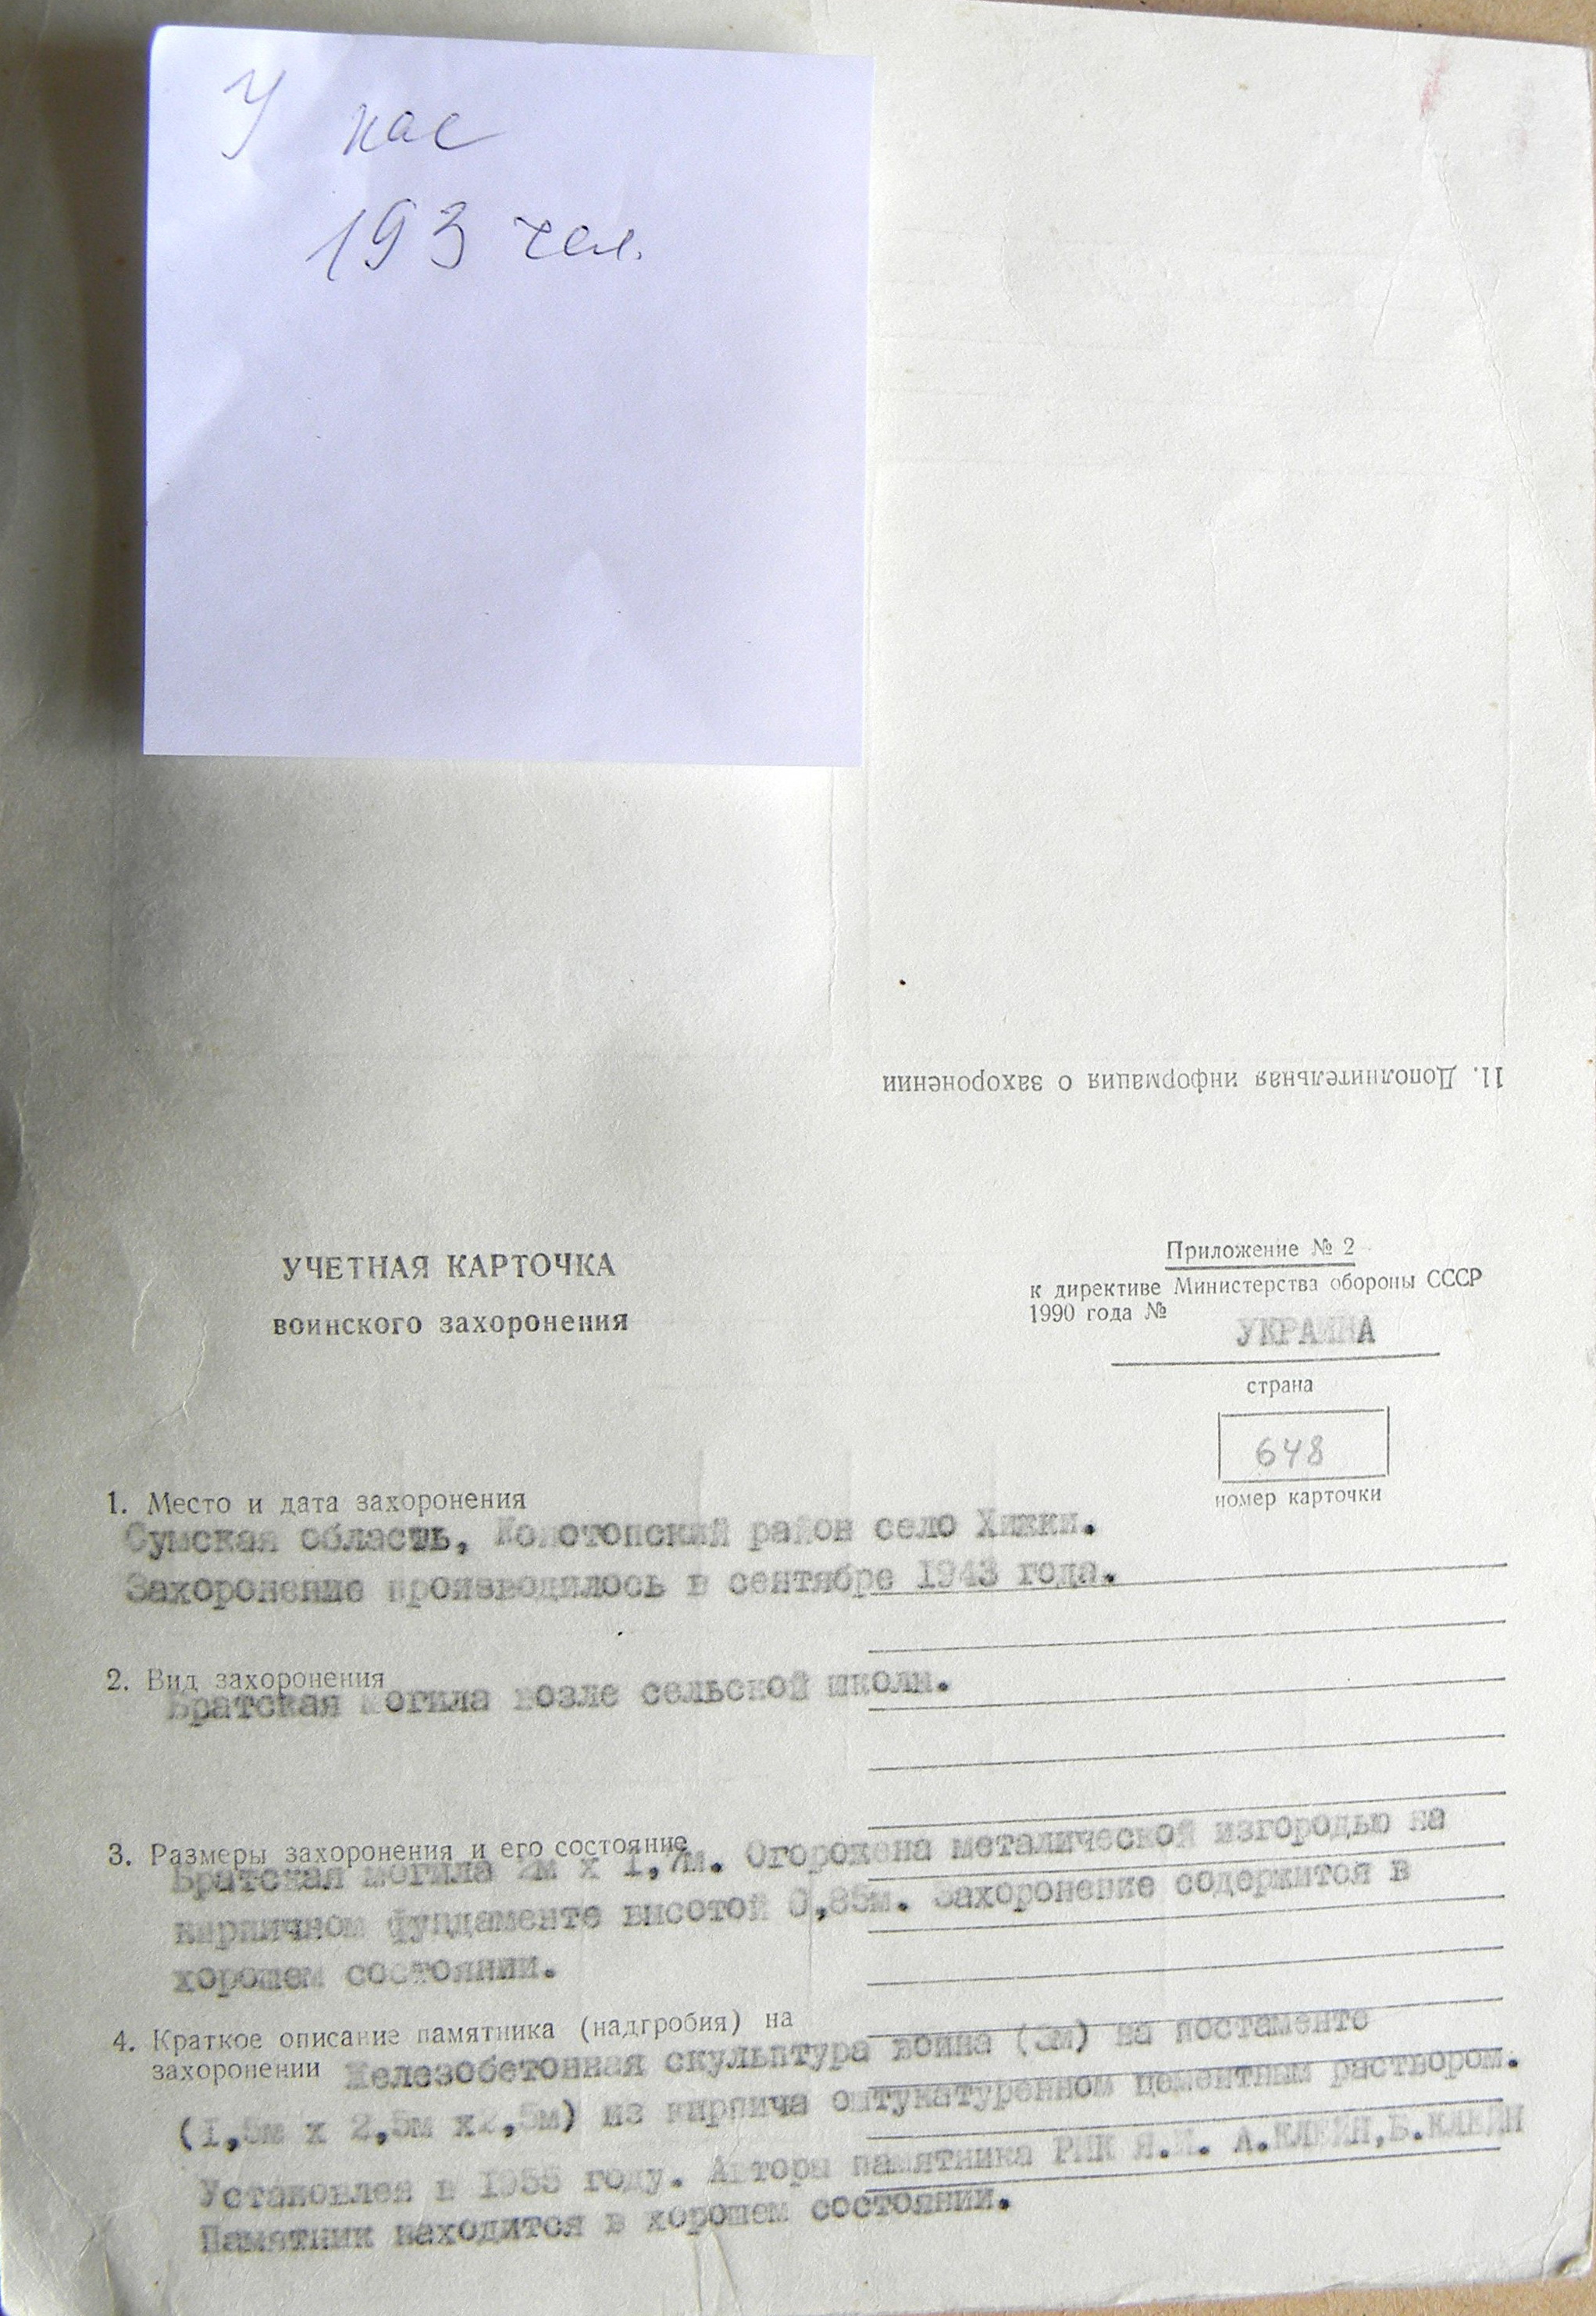 У нас
193 чел.
11. Дополнительная информация о захоронении
УЧЕТНАЯ КАРТОЧКА
воинского захоронения
Приложение № 2
к директиве Министерства обороны СССР
1990 года №
УКРАИНА
страна
648
номер карточки
1. Место и дата захоронения
Сумская область, Конотопский район село Хижки.
Захоронение производилось в сентябре 1943 года.
2. Вид захоронения
Братская могила возле сельской школы.
3. Размеры захоронения и его состояние
Братская могила 2м х 1,7м. Огорожена металической изгородью на
кирпичном фундаменте высотой 0,85м. Захоронение содержится в
хорошем состоянии.
4. Краткое описание памятника (надгробия) на
захоронении Железобетонная скульптура воина (3м) на постаменте
(1,5м х 2,5м х2,5м) из кирпича оштукатуренном цементным раствором.
Установлен в году. Авторы памятника А.КЛЕЙН,Б.КЛЕЙН
Памятник находится в хорошем состоянии.